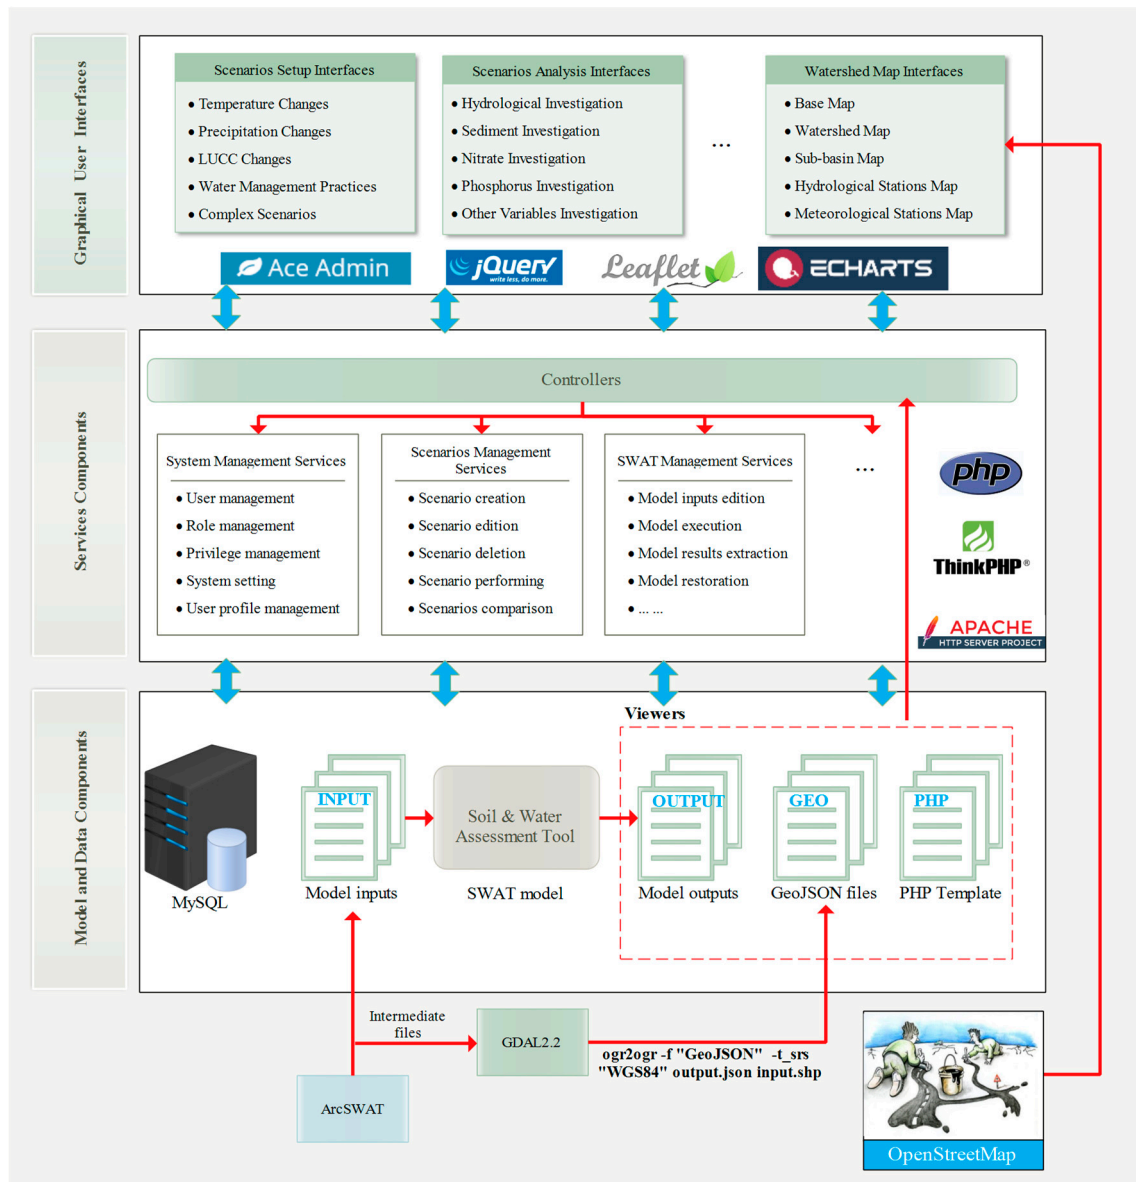 Graphical User Interfaces
Scenarios Setup Interfaces
● Temperature Changes
● Precipitation Changes
● LUCC Changes
● Water Management Practices
● Complex Scenarios
Scenarios Analysis Interfaces
● Hydrological Investigation
● Sediment Investigation
● Nitrate Investigation
● Phosphorus Investigation
● Other Variables Investigation
...
Watershed Map Interfaces
● Base Map
● Watershed Map
● Sub-basin Map
● Hydrological Stations Map
● Meteorological Stations Map
Ace Admin
jQuery
write less, do more.
Leaflet
ECHARTS
Services Components
Controllers
System Management Services
● User management
● Role management
● Privilege management
● System setting
● User profile management
Scenarios Management
Services
● Scenario creation
● Scenario edition
● Scenario deletion
● Scenario performing
● Scenarios comparison
SWAT Management Services
● Model inputs edition
● Model execution
● Model results extraction
● Model restoration
● ... ...
...
php
ThinkPHP®
APACHE
HTTP SERVER PROJECT
Model and Data Components
Viewers
MySQL
INPUT
Model inputs
Soil & Water
Assessment Tool
SWAT model
OUTPUT
Model outputs
GEO
GeoJSON files
PHP
PHP Template
Intermediate
files
GDAL2.2
ogr2ogr -f "GeoJSON" -t_srs
"WGS84" output.json input.shp
ArcSWAT
OpenStreetMap